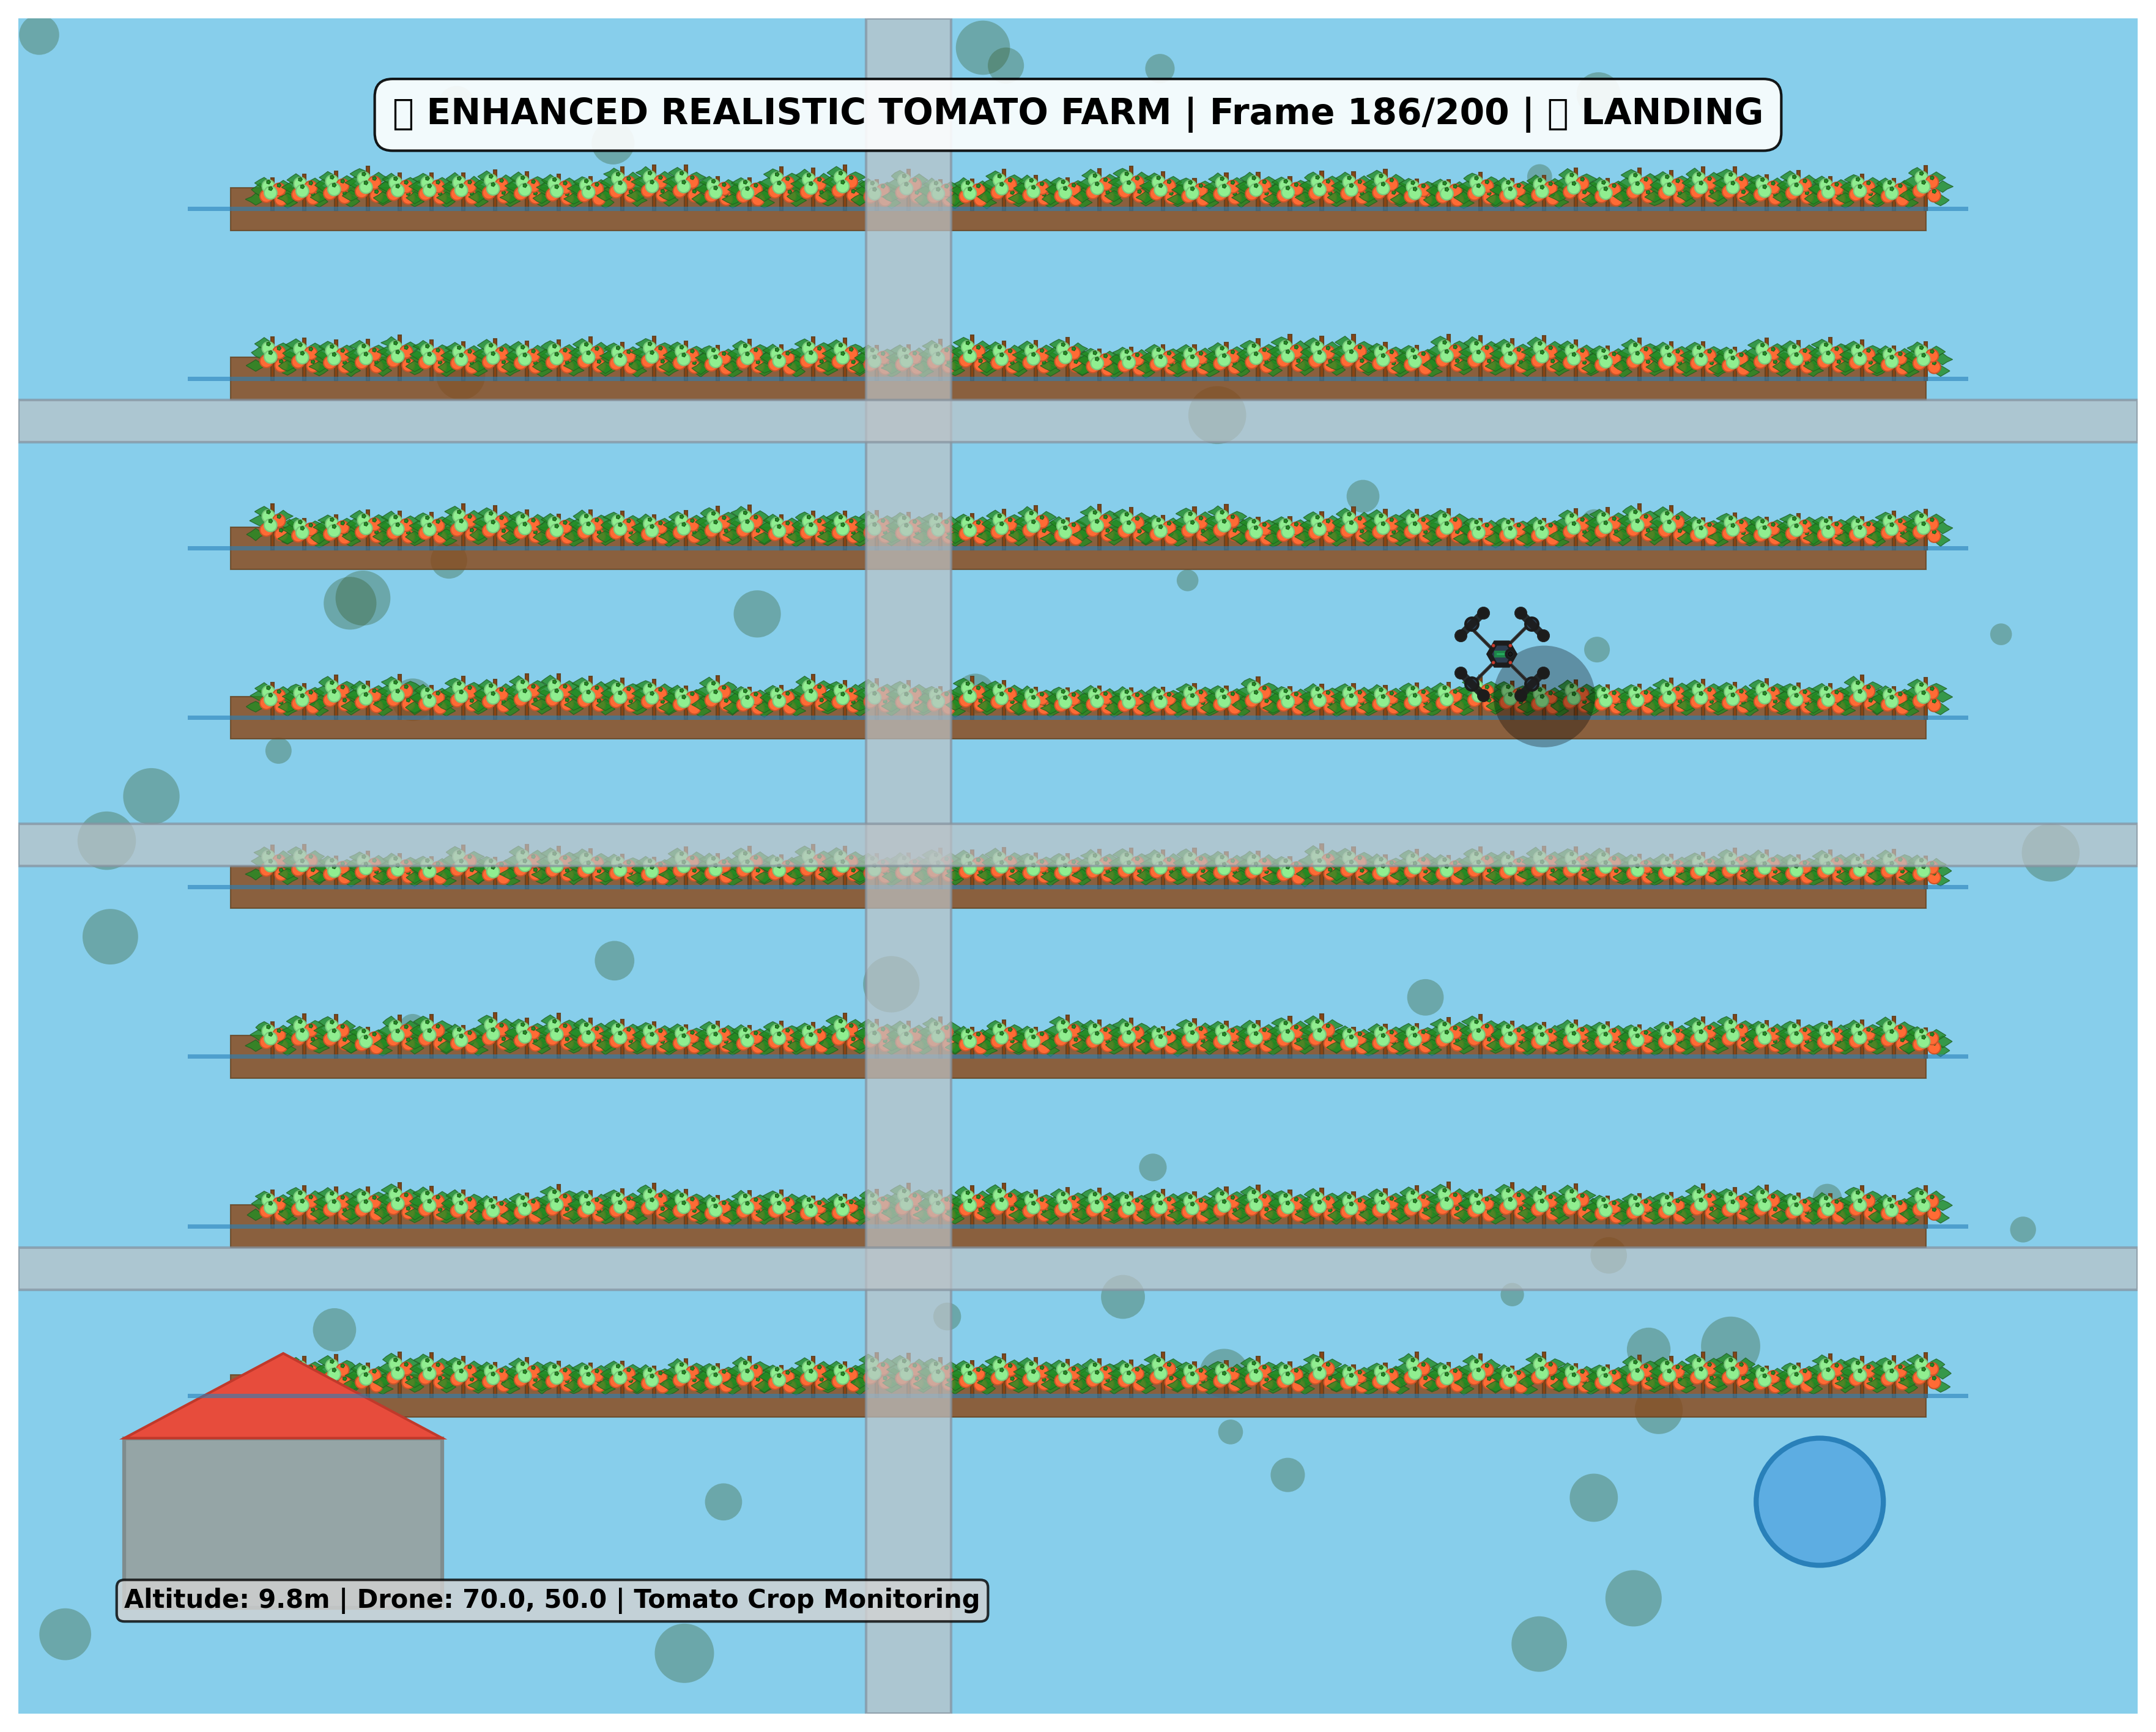 ▯ ENHANCED REALISTIC TOMATO FARM | Frame 186/200 | ▯ LANDING
Altitude: 9.8m | Drone: 70.0, 50.0 | Tomato Crop Monitoring